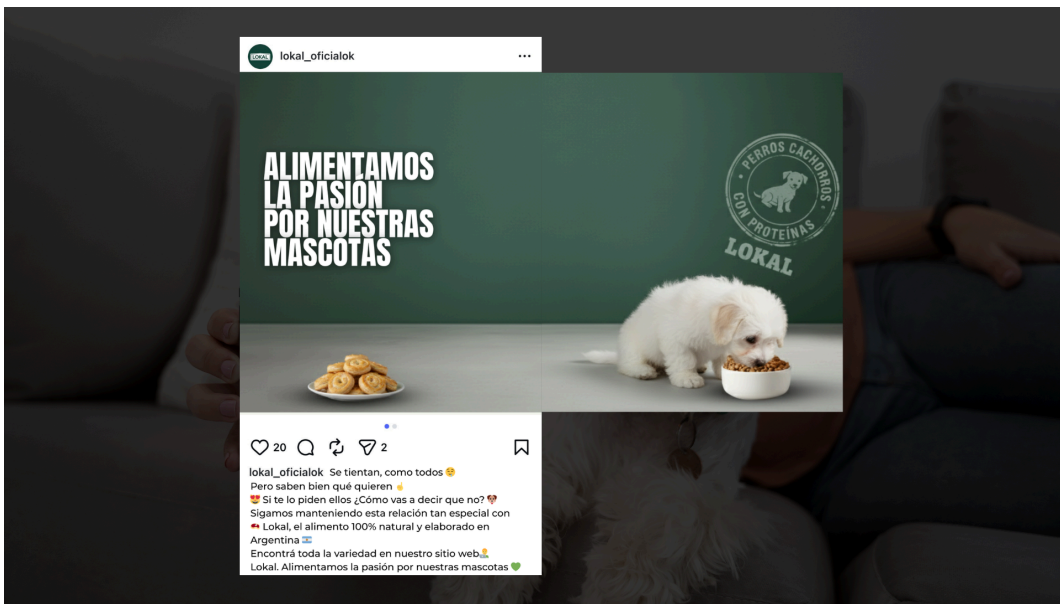 LOKAL
lokal_oficialok
ALIMENTAMOS
LA PASIÓN
POR NUESTRAS
MASCOTAS
• PERROS CACHORROS •
CON PROTEÍNAS
LOKAL
20
2
lokal_oficialok Se tientan, como todos 😌
Pero saben bien qué quieren ☝️
😍 Si te lo piden ellos ¿Cómo vas a decir que no? 🐶
Sigamos manteniendo esta relación tan especial con
🥩 Lokal, el alimento 100% natural y elaborado en
Argentina 🇦🇷
Encontrá toda la variedad en nuestro sitio web
Lokal. Alimentamos la pasión por nuestras mascotas 💚